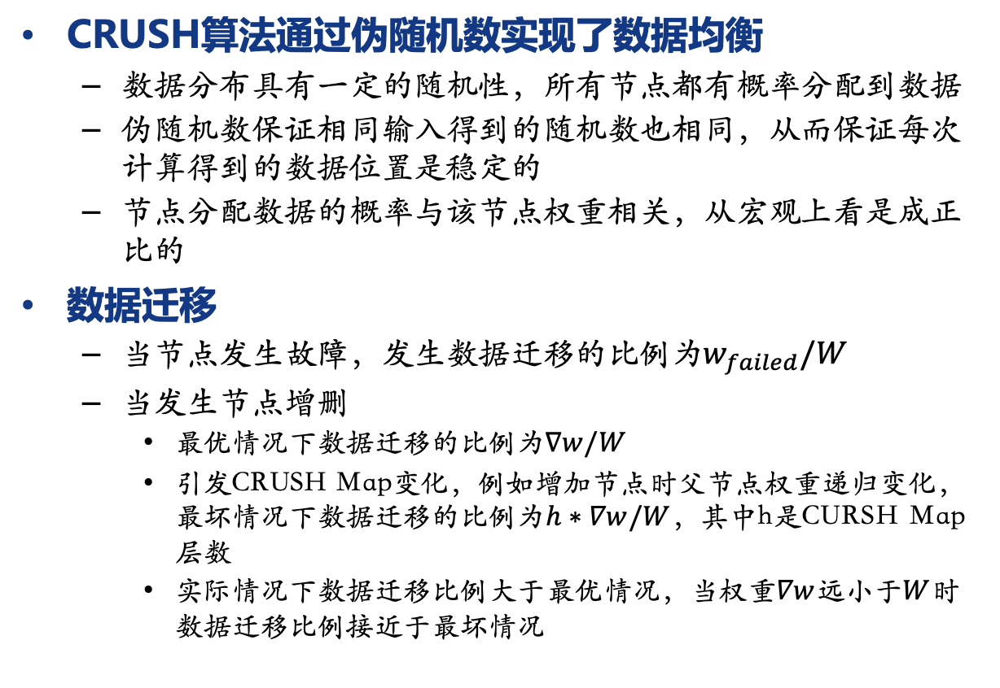 • CRUSH算法通过伪随机数实现了数据均衡
– 数据分布具有一定的随机性，所有节点都有概率分配到数据
– 伪随机数保证相同输入得到的随机数也相同，从而保证每次
计算得到的数据位置是稳定的
– 节点分配数据的概率与该节点权重相关，从宏观上看是成正
比的
• 数据迁移
– 当节点发生故障，发生数据迁移的比例为w_failed/W
– 当发生节点增删
• 最优情况下数据迁移的比例为∇w/W
• 引发CRUSH Map变化，例如增加节点时父节点权重递归变化，
最坏情况下数据迁移的比例为h * ∇w/W，其中h是CURSH Map
层数
• 实际情况下数据迁移比例大于最优情况，当权重∇w远小于W时
数据迁移比例接近于最坏情况